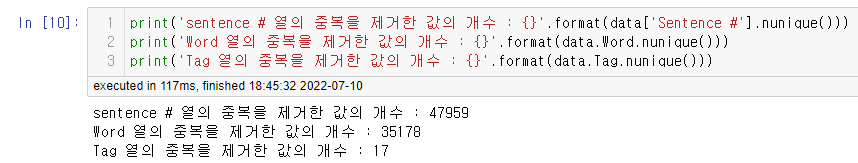 In [10]:
1 print('sentence # 열의 중복을 제거한 값의 개수 : {}'.format(data['Sentence #'].nunique()))
2 print('Word 열의 중복을 제거한 값의 개수 : {}'.format(data.Word.nunique()))
3 print('Tag 열의 중복을 제거한 값의 개수 : {}'.format(data.Tag.nunique()))
executed in 117ms, finished 18:45:32 2022-07-10
sentence # 열의 중복을 제거한 값의 개수 : 47959
Word 열의 중복을 제거한 값의 개수 : 35178
Tag 열의 중복을 제거한 값의 개수 : 17